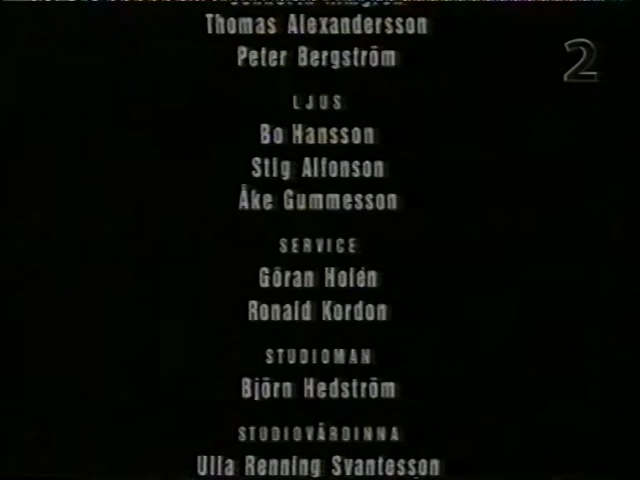 Thomas Alexandersson
Peter Bergström
2
LJUS
Bo Hansson
Stig Alfonson
Åke Gummesson
SERVICE
Göran Holén
Ronald Kordon
STUDIOMAN
Björn Hedström
STUDIOVÄRDINNA
Ulla Renning Svantesson